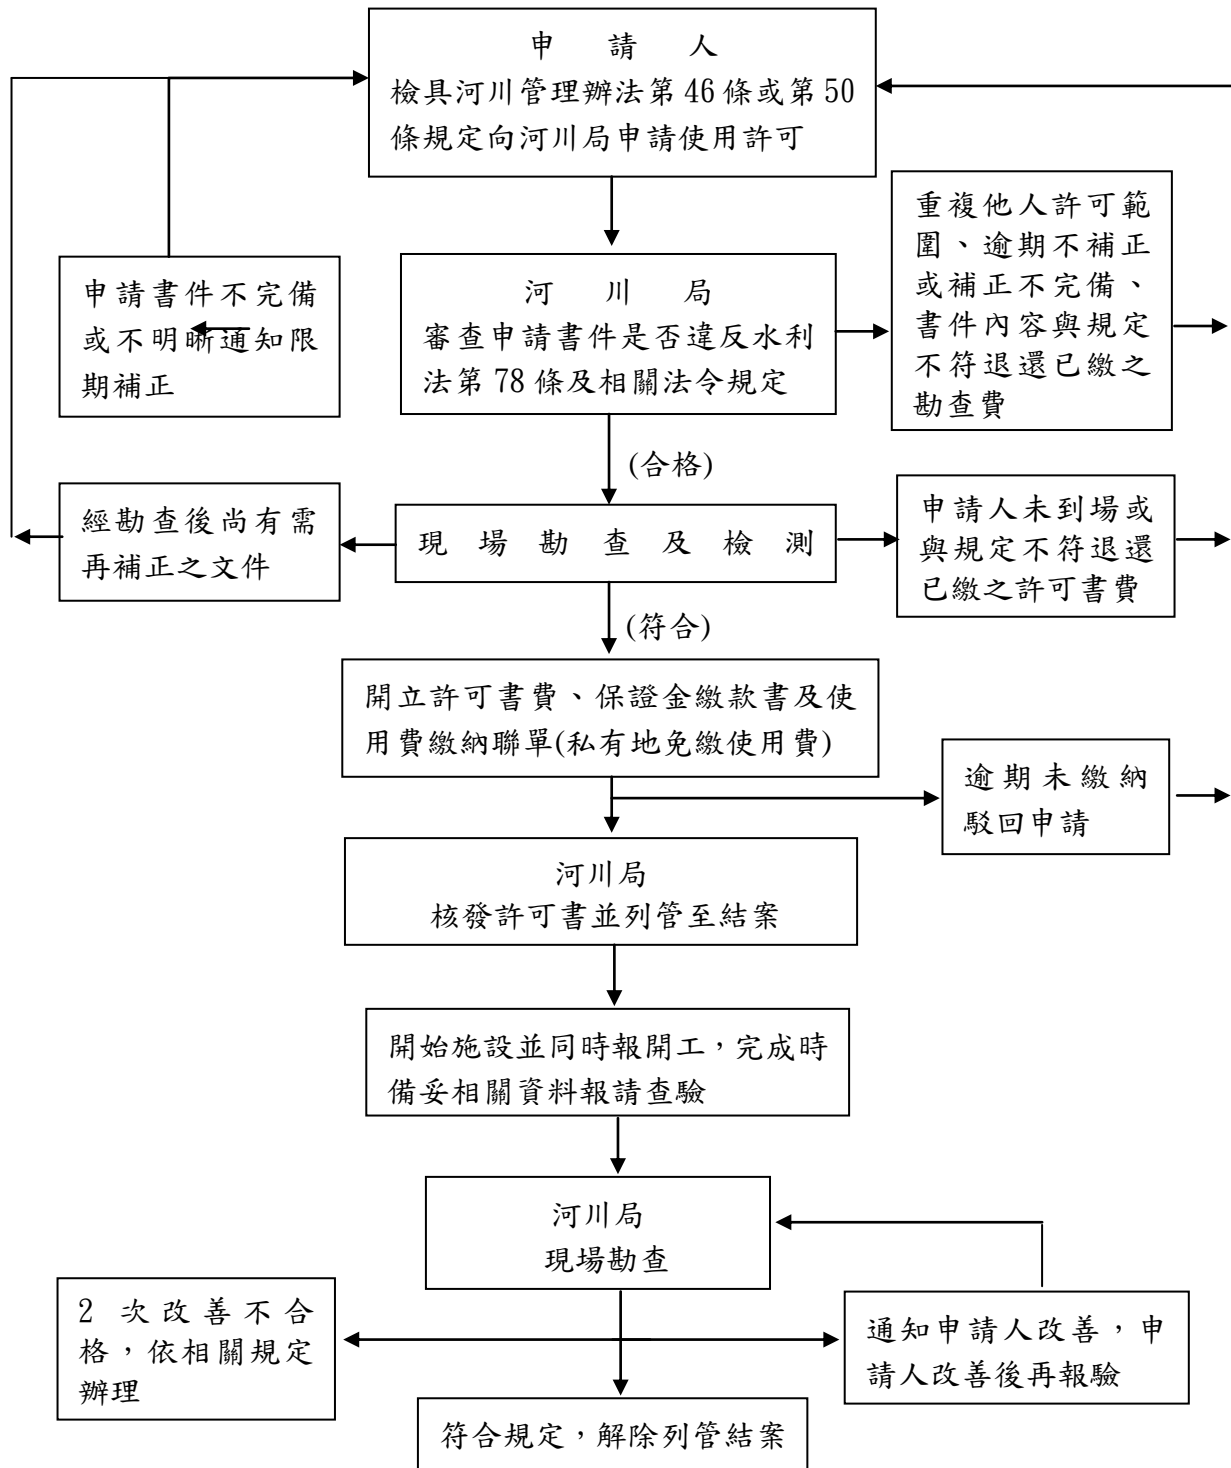 申請人
檢具河川管理辦法第46條或第50
條規定向河川局申請使用許可
重複他人許可範
圍、逾期不補正
或補正不完備、
書件內容與規定
不符退還已繳之
勘查費
申請書件不完備
或不明晰通知限
期補正
河川局
審查申請書件是否違反水利
法第78條及相關法令規定
(合格)
經勘查後尚有需
再補正之文件
現場勘查及檢測
申請人未到場或
與規定不符退還
已繳之許可書費
(符合)
開立許可書費、保證金繳款書及使
用費繳納聯單(私有地免繳使用費)
逾期未繳納
駁回申請
河川局
核發許可書並列管至結案
開始施設並同時報開工，完成時
備妥相關資料報請查驗
河川局
現場勘查
2次改善不合
格，依相關規定
辦理
通知申請人改善，申
請人改善後再報驗
符合規定，解除列管結案